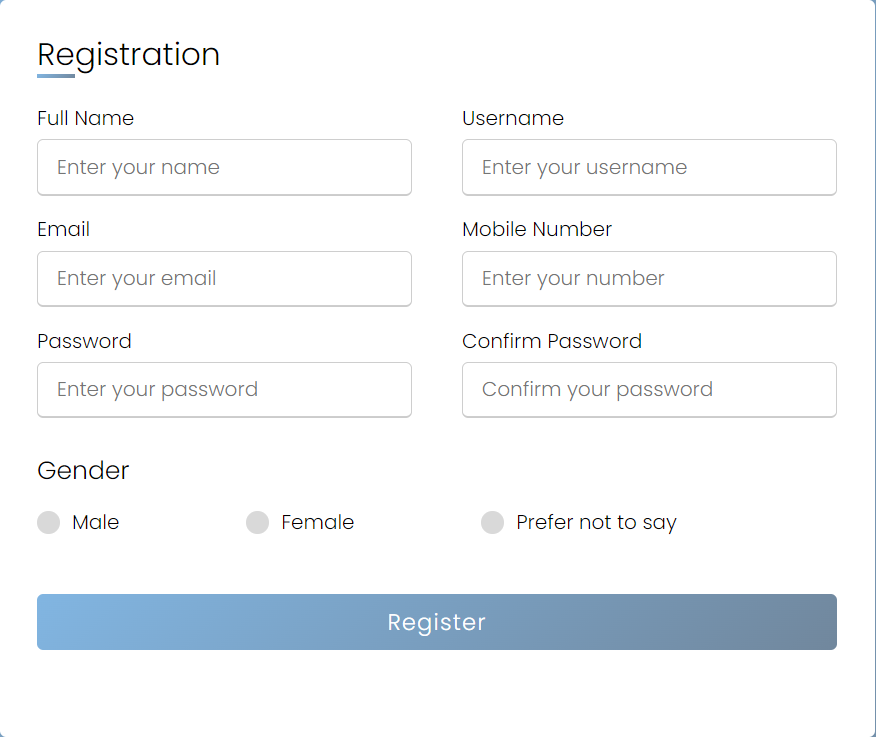 Registration
Full Name
Username
Enter your name
Enter your username
Email
Mobile Number
Enter your email
Enter your number
Password
Confirm Password
Enter your password
Confirm your password
Gender
Male
Female
Prefer not to say
Register